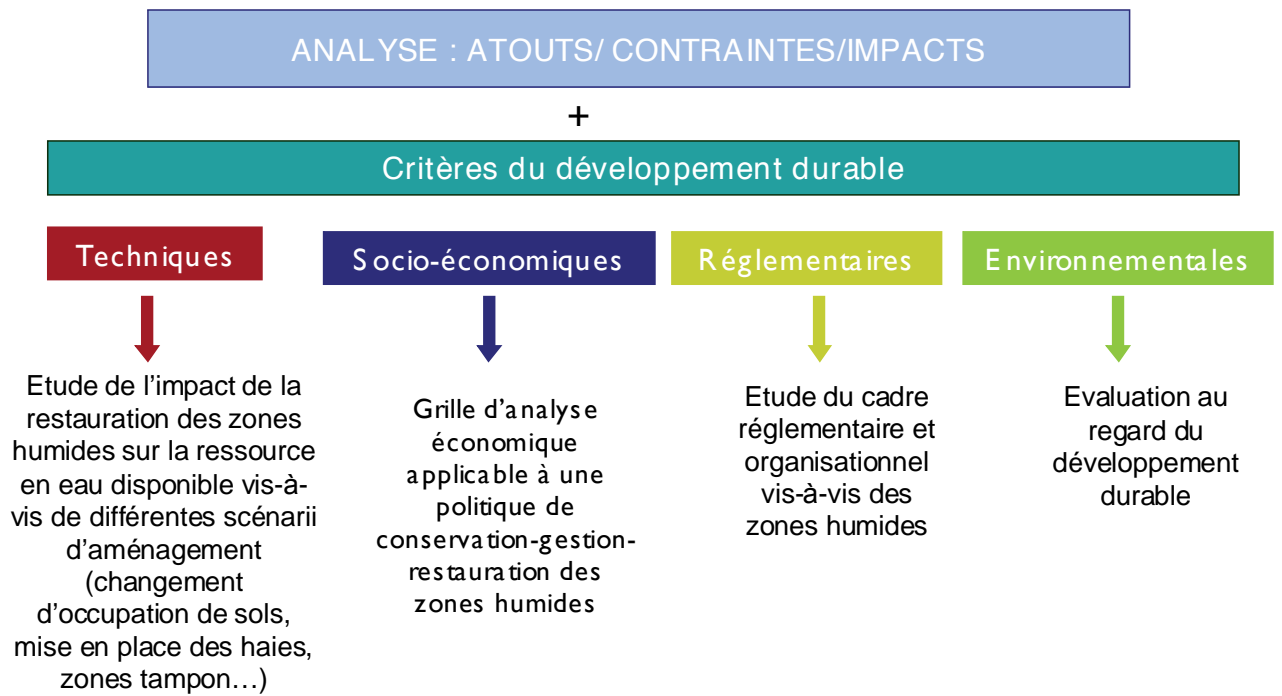 ANALYSE : ATOUTS/ CONTRAINTES/IMPACTS
+
Critères du développement durable
Techniques
Socio-économiques
Réglementaires
Environnementales
Etude de l'impact de la
restauration des zones
humides sur la ressource
en eau disponible vis-à-
vis de différentes scénarii
d'aménagement
(changement
d'occupation de sols,
mise en place des haies,
zones tampon…)
Grille d'analyse
économique
applicable à une
politique de
conservation-gestion-
restauration des
zones humides
Etude du cadre
réglementaire et
organisationnel
vis-à-vis des
zones humides
Evaluation au
regard du
développement
durable